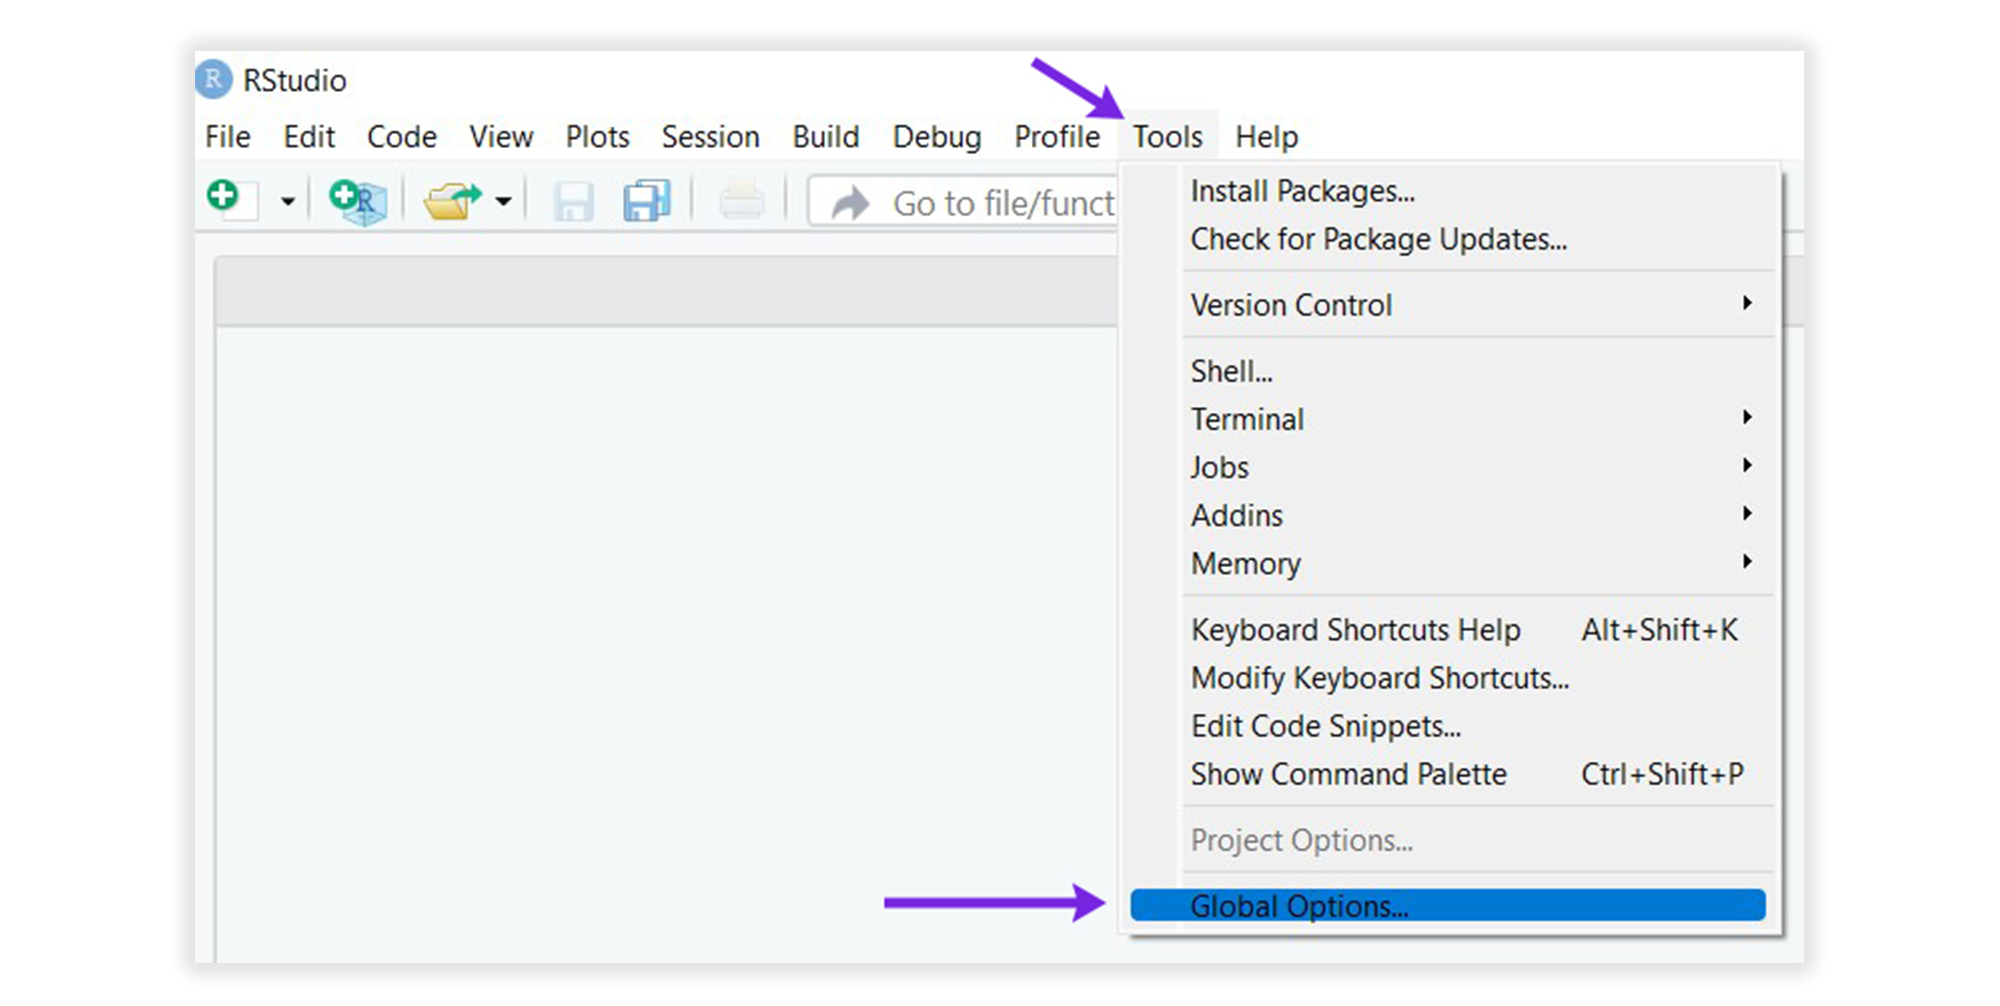 R RStudio
File Edit Code View Plots Session Build Debug Profile Tools Help
R Go to file/funct
Install Packages...
Check for Package Updates...
Version Control
Shell...
Terminal
Jobs
Addins
Memory
Keyboard Shortcuts Help Alt+Shift+K
Modify Keyboard Shortcuts...
Edit Code Snippets...
Show Command Palette Ctrl+Shift+P
Project Options...
Global Options...